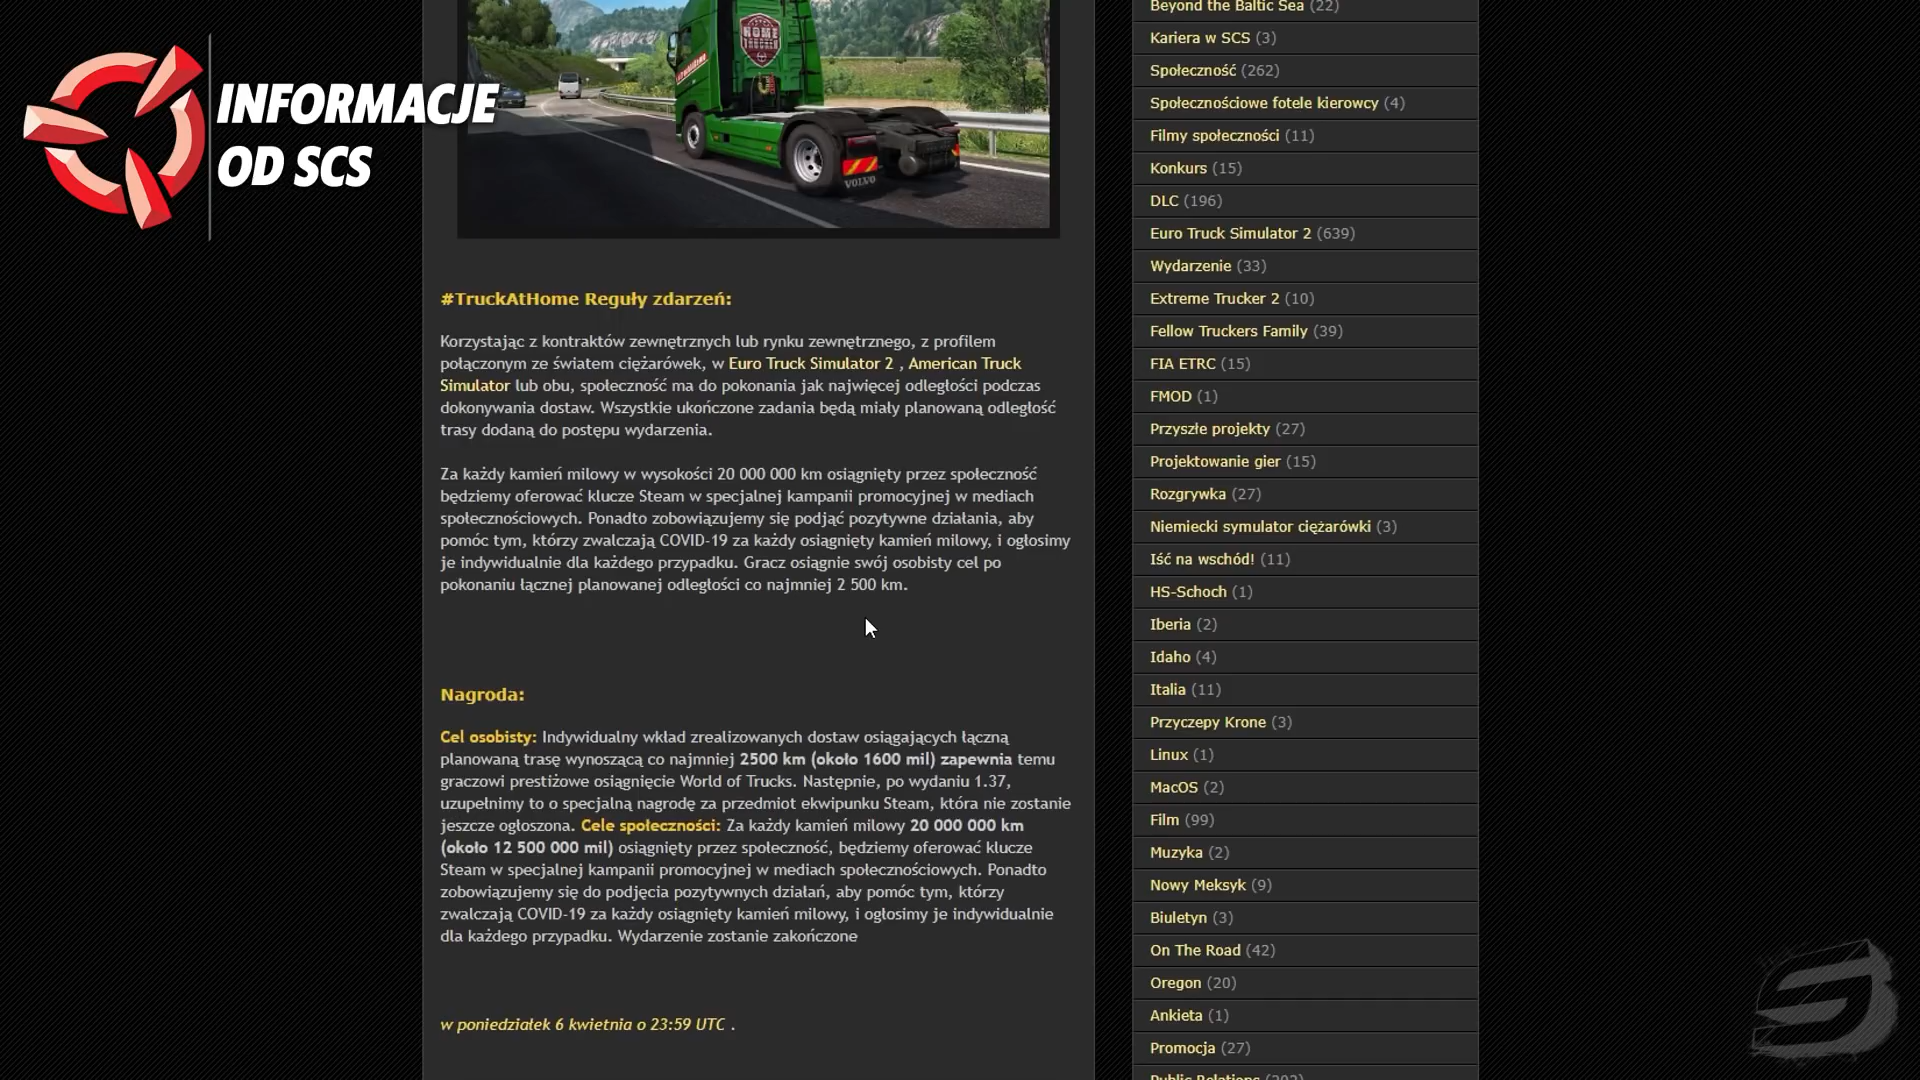 INFORMACJE
OD SCS
HOME
TRUCKER
VOLVO
#TruckAtHome Reguły zdarzeń:
Korzystając z kontraktów zewnętrznych lub rynku zewnętrznego, z profilem
połączonym ze światem ciężarówek, w Euro Truck Simulator 2 , American Truck
Simulator lub obu, społeczność ma do pokonania jak najwięcej odległości podczas
dokonywania dostaw. Wszystkie ukończone zadania będą miały planowaną odległość
trasy dodaną do postępu wydarzenia.
Za każdy kamień milowy w wysokości 20 000 000 km osiągnięty przez społeczność
będziemy oferować klucze Steam w specjalnej kampanii promocyjnej w mediach
społecznościowych. Ponadto zobowiązujemy się podjąć pozytywne działania, aby
pomóc tym, którzy zwalczają COVID-19 za każdy osiągnięty kamień milowy, i ogłosimy
je indywidualnie dla każdego przypadku. Gracz osiągnie swój osobisty cel po
pokonaniu łącznej planowanej odległości co najmniej 2 500 km.
Nagroda:
Cel osobisty: Indywidualny wkład zrealizowanych dostaw osiągających łączną
planowaną trasę wynoszącą co najmniej 2500 km (około 1600 mil) zapewnia temu
graczowi prestiżowe osiągnięcie World of Trucks. Następnie, po wydaniu 1.37,
uzupełnimy to o specjalną nagrodę za przedmiot ekwipunku Steam, która nie zostanie
jeszcze ogłoszona. Cele społeczności: Za każdy kamień milowy 20 000 000 km
(około 12 500 000 mil) osiągnięty przez społeczność, będziemy oferować klucze
Steam w specjalnej kampanii promocyjnej w mediach społecznościowych. Ponadto
zobowiązujemy się do podjęcia pozytywnych działań, aby pomóc tym, którzy
zwalczają COVID-19 za każdy osiągnięty kamień milowy, i ogłosimy je indywidualnie
dla każdego przypadku. Wydarzenie zostanie zakończone
w poniedziałek 6 kwietnia o 23:59 UTC .
Beyond the Baltic Sea (22)
Kariera w SCS (3)
Społeczność (262)
Społecznościowe fotele kierowcy (4)
Filmy społeczności (11)
Konkurs (15)
DLC (196)
Euro Truck Simulator 2 (639)
Wydarzenie (33)
Extreme Trucker 2 (10)
Fellow Truckers Family (39)
FIA ETRC (15)
FMOD (1)
Przyszłe projekty (27)
Projektowanie gier (15)
Rozgrywka (27)
Niemiecki symulator ciężarówki (3)
Iść na wschód! (11)
HS-Schoch (1)
Iberia (2)
Idaho (4)
Italia (11)
Przyczepy Krone (3)
Linux (1)
MacOS (2)
Film (99)
Muzyka (2)
Nowy Meksyk (9)
Biuletyn (3)
On The Road (42)
Oregon (20)
Ankieta (1)
Promocja (27)
Public Relations (202)